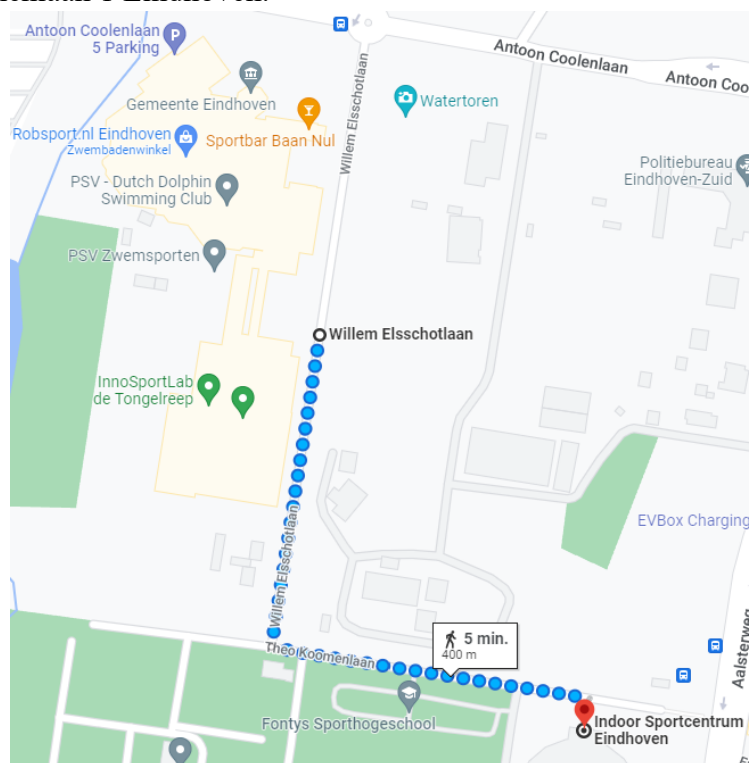 Antoon Coolenlaan
5 Parking
Antoon Coolenlaan
Antoon Coo
Gemeente Eindhoven
Willem Elsschotlaan
Watertoren
Robsport.nl Eindhoven
Zwembadenwinkel
Sportbar Baan Nul
Politiebureau
Eindhoven-Zuid
PSV - Dutch Dolphin
Swimming Club
PSV Zwemsporten
Willem Elsschotlaan
InnoSportLab
de Tongelreep
Willem Elsschotlaan
EVBox Charging
5 min.
400 m
Theo Koomenlaan
Aalsterweg
Fontys Sporthogeschool
Indoor Sportcentrum
Eindhoven